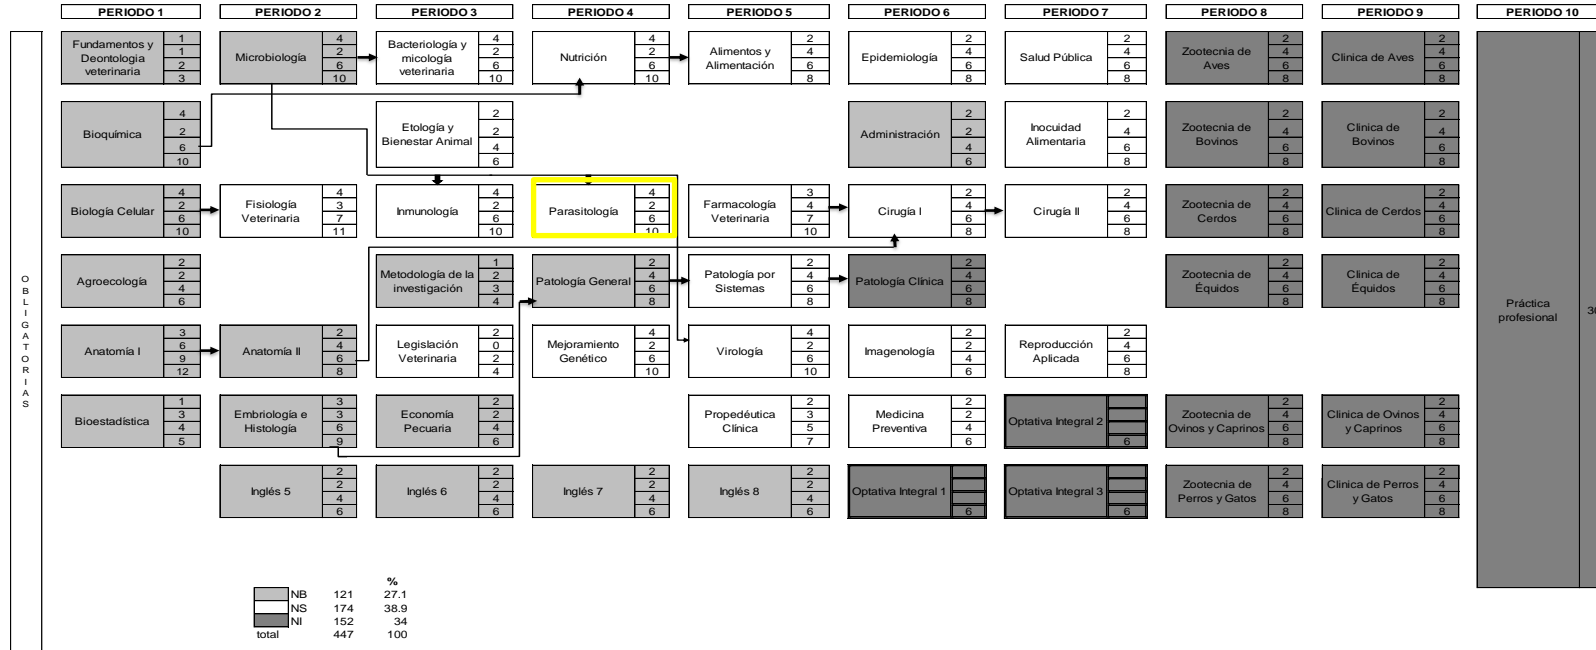 PERIODO 1 PERIODO 2 PERIODO 3 PERIODO 4 PERIODO 5 PERIODO 6 PERIODO 7 PERIODO 8 PERIODO 9 PERIODO 10
OBLIGATORIAS
Fundamentos y
Deontología
veterinaria
1
1
2
3
Microbiología
4
2
6
10
Bacteriología y
micología
veterinaria
4
2
6
10
Nutrición
4
2
6
10
Alimentos y
Alimentación
2
4
6
8
Epidemiología
4
2
6
8
Salud Pública
2
4
6
8
Zootecnia de
Aves
2
4
6
8
Clinica de Aves
2
4
6
8
Bioquímica
4
2
6
10
Etología y
Bienestar Animal
2
2
4
6
Administración
2
2
4
6
Inocuidad
Alimentaria
2
4
6
8
Zootecnia de
Bovinos
2
4
6
8
Clinica de
Bovinos
2
4
6
8
Biología Celular
4
2
6
10
Fisiología
Veterinaria
4
3
7
11
Inmunología
4
2
6
10
Parasitología
4
2
6
10
Farmacología
Veterinaria
3
4
7
10
Cirugía I
2
4
6
8
Cirugía II
2
4
6
8
Zootecnia de
Cerdos
2
4
6
8
Clinica de Cerdos
2
4
6
8
Agroecología
2
2
4
6
Metodología de la
investigación
1
2
3
4
Patología General
2
4
6
8
Patología por
Sistemas
2
4
6
8
Patología Clínica
2
4
6
8
Zootecnia de
Équidos
2
4
6
8
Clínica de
Équidos
2
4
6
8
Práctica
profesional
30
Anatomía I
3
6
9
12
Anatomía II
2
4
6
8
Legislación
Veterinaria
2
0
2
4
Mejoramiento
Genético
4
2
6
10
Virología
4
2
6
10
Imagenología
2
2
4
6
Reproducción
Aplicada
2
4
6
8
Bioestadística
1
3
4
5
Embriología e
Histología
3
3
6
9
Economía
Pecuaria
2
2
4
6
Propedéutica
Clínica
2
3
5
7
Medicina
Preventiva
2
2
4
6
Optativa Integral 2
6
Zootecnia de
Ovinos y Caprinos
2
4
6
8
Clinica de Ovinos
y Caprinos
2
4
6
8
Inglés 5
2
2
4
6
Inglés 6
2
2
4
6
Inglés 7
2
2
4
6
Inglés 8
2
2
4
6
Optativa Integral 1
6
Optativa Integral 3
6
Zootecnia de
Perros y Gatos
2
4
6
8
Clinica de Perros
y Gatos
2
4
6
8
%
NB 121 27.1
NS 174 38.9
NI 152 34
total 447 100